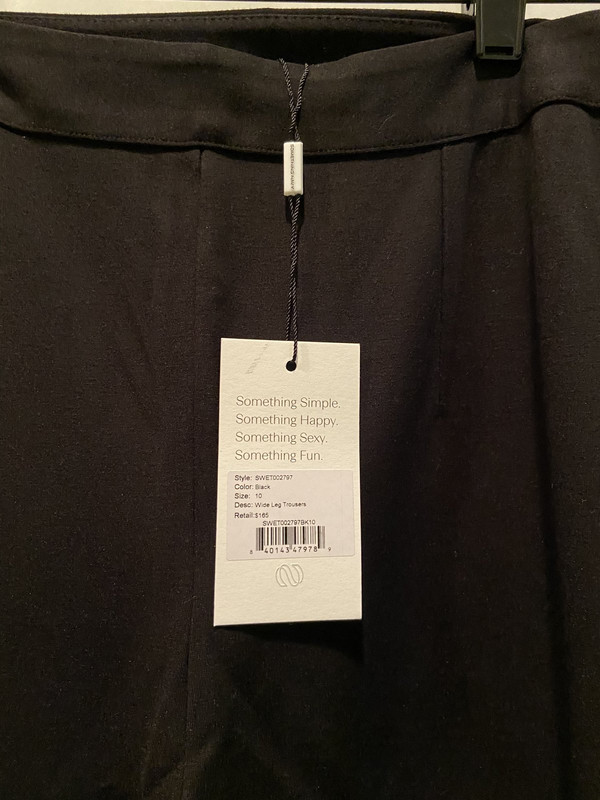 Something Simple.
Something Happy.
Something Sexy.
Something Fun.
Style: SWET002797
Color: Black
Size: 10
Desc: Wide Leg Trousers
Retail: $165
SWET002797BK10
8 40143 47978 9